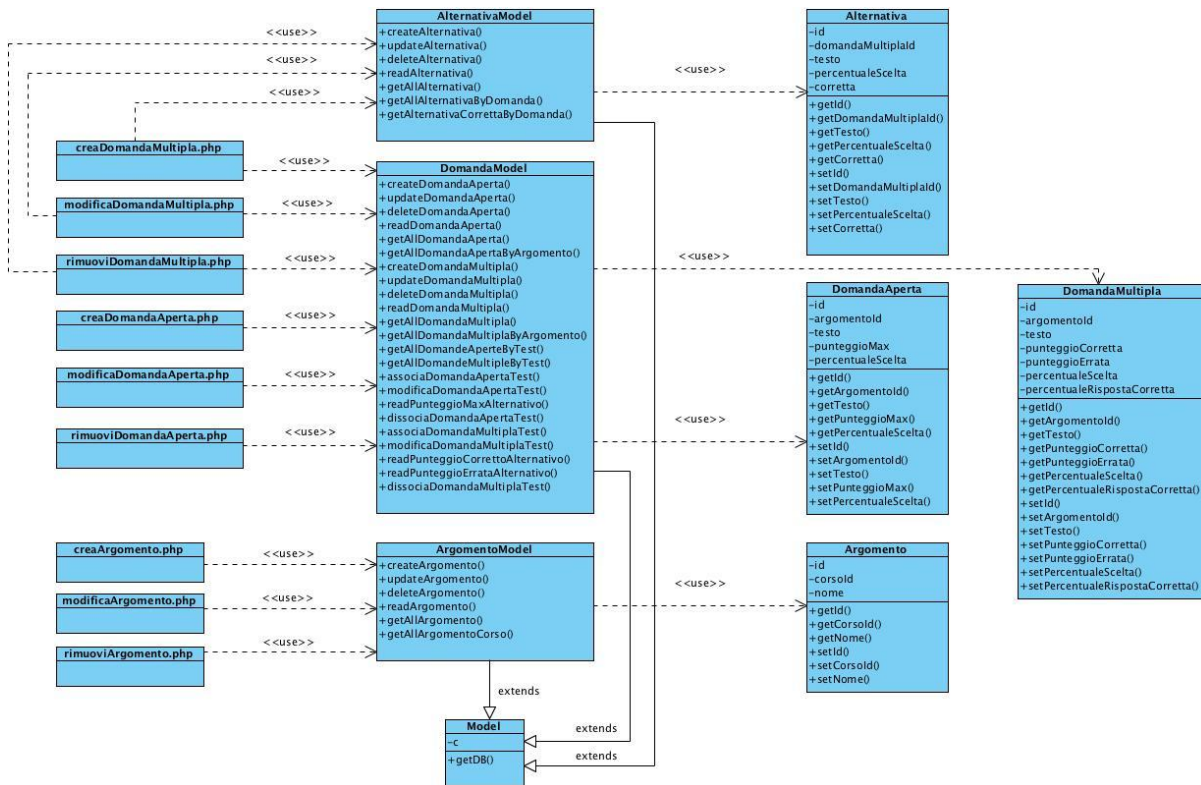 AlternativaModel
+createAlternativa()
+updateAlternativa()
+deleteAlternativa()
+readAlternativa()
+getAllAlternativa()
+getAllAlternativaByDomanda()
+getAlternativaCorrettaByDomanda()
Alternativa
-id
-domandaMultiplaId
-testo
-percentualeScelta
-corretta
+getId()
+getDomandaMultiplaId()
+getTesto()
+getPercentualeScelta()
+getCorretta()
+setId()
+setDomandaMultiplaId()
+setTesto()
+setPercentualeScelta()
+setCorretta()
<<use>>
<<use>>
<<use>>
<<use>>
creaDomandaMultipla.php
<<use>>
modificaDomandaMultipla.php
<<use>>
rimuoviDomandaMultipla.php
<<use>>
creaDomandaAperta.php
<<use>>
modificaDomandaAperta.php
<<use>>
rimuoviDomandaAperta.php
<<use>>
DomandaModel
+createDomandaAperta()
+updateDomandaAperta()
+deleteDomandaAperta()
+readDomandaAperta()
+getAllDomandaAperta()
+getAllDomandaApertaByArgomento()
+createDomandaMultipla()
+updateDomandaMultipla()
+deleteDomandaMultipla()
+readDomandaMultipla()
+getAllDomandaMultipla()
+getAllDomandaMultiplaByArgomento()
+getAllDomandeAperteByTest()
+getAllDomandeMultipleByTest()
+associaDomandaApertaTest()
+modificaDomandaApertaTest()
+readPunteggioMaxAlternativo()
+dissociaDomandaApertaTest()
+associaDomandaMultiplaTest()
+modificaDomandaMultiplaTest()
+readPunteggioCorrettoAlternativo()
+readPunteggioErrataAlternativo()
+dissociaDomandaMultiplaTest()
<<use>>
<<use>>
DomandaAperta
-id
-argomentoId
-testo
-punteggioMax
-percentualeScelta
+getId()
+getArgomentoId()
+getTesto()
+getPunteggioMax()
+getPercentualeScelta()
+setId()
+setArgomentoId()
+setTesto()
+setPunteggioMax()
+setPercentualeScelta()
DomandaMultipla
-id
-argomentoId
-testo
-punteggioCorretta
-punteggioErrata
-percentualeScelta
-percentualeRispostaCorretta
+getId()
+getArgomentoId()
+getTesto()
+getPunteggioCorretta()
+getPunteggioErrata()
+getPercentualeScelta()
+getPercentualeRispostaCorretta()
+setId()
+setArgomentoId()
+setTesto()
+setPunteggioCorretta()
+setPunteggioErrata()
+setPercentualeScelta()
+setPercentualeRispostaCorretta()
creaArgomento.php
<<use>>
modificaArgomento.php
<<use>>
rimuoviArgomento.php
<<use>>
ArgomentoModel
+createArgomento()
+updateArgomento()
+deleteArgomento()
+readArgomento()
+getAllArgomento()
+getAllArgomentoCorso()
<<use>>
Argomento
-id
-corsoId
-nome
+getId()
+getCorsoId()
+getNome()
+setId()
+setCorsoId()
+setNome()
extends
Model
-c
+getDB()
extends
extends